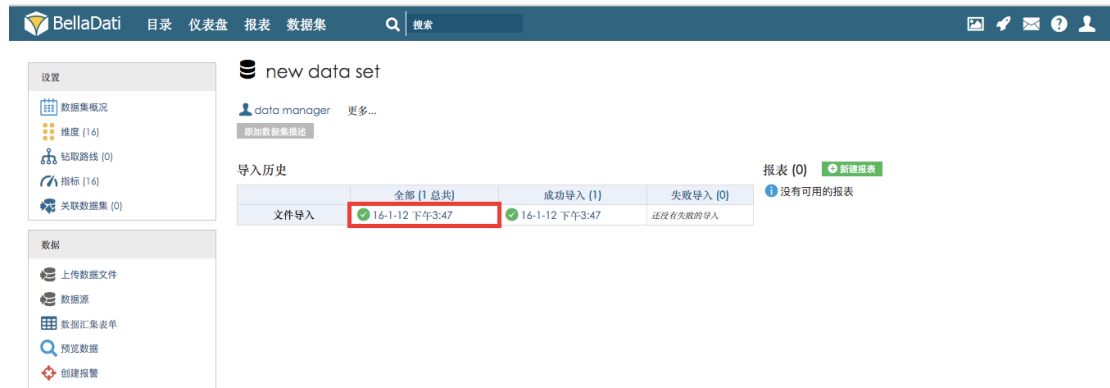 BellaDati 目录 仪表盘 报表 数据集 搜索
设置
数据集概况
维度 (16)
钻取路线 (0)
指标 (16)
关联数据集 (0)
数据
上传数据文件
数据源
数据汇集表单
预览数据
创建报警
new data set
data manager 更多...
添加数据集描述
导入历史
全部 (1 总共) 成功导入 (1) 失败导入 (0)
文件导入 16-1-12 下午3:47 16-1-12 下午3:47 还没有失败的导入
报表 (0) 新建报表
没有可用的报表